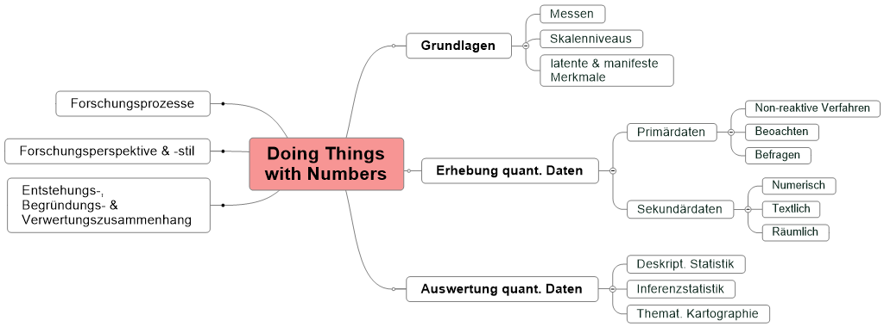 Forschungsprozesse
Forschungsperspektive & -stil
Entstehungs-,
Begründungs- &
Verwertungszusammenhang
Doing Things
with Numbers
Grundlagen
Messen
Skalenniveaus
latente & manifeste
Merkmale
Erhebung quant. Daten
Primärdaten
Non-reaktive Verfahren
Beoachten
Befragen
Sekundärdaten
Numerisch
Textlich
Räumlich
Auswertung quant. Daten
Deskript. Statistik
Inferenzstatistik
Themat. Kartographie